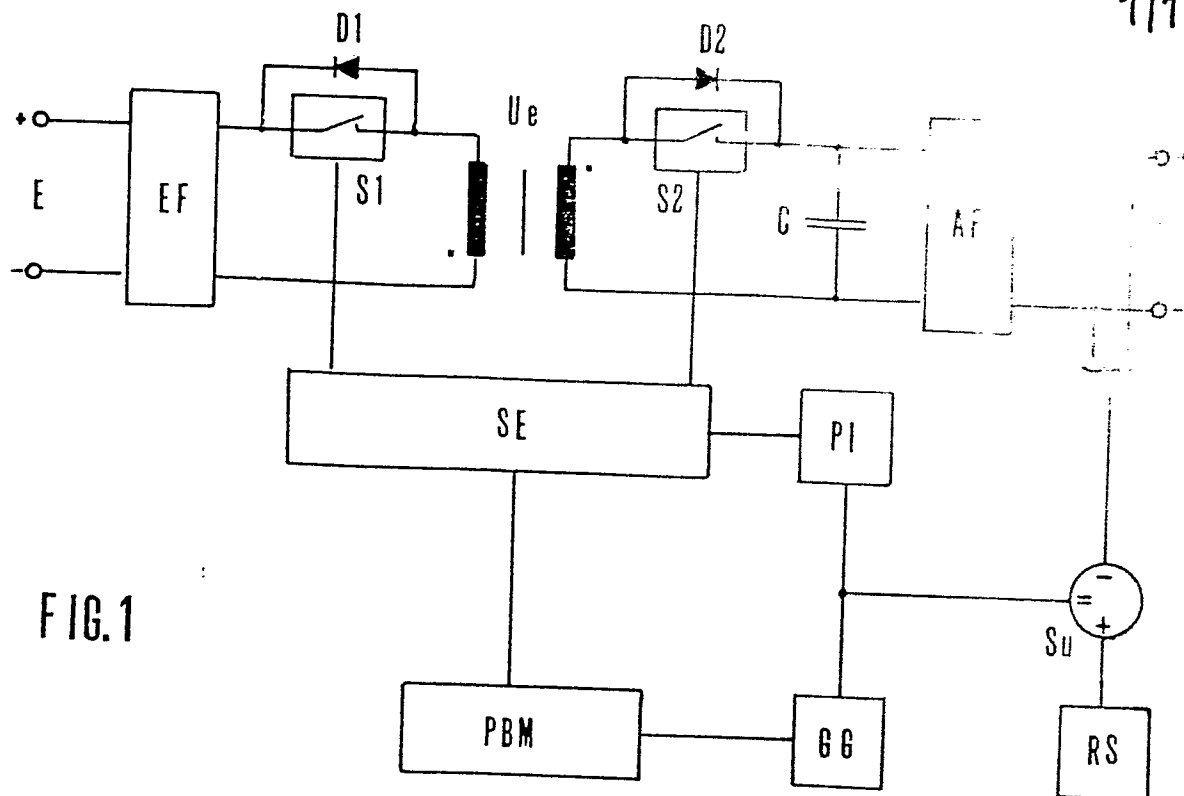 1/1
D1
D2
+
Ue
E
EF
S1
S2
C
AF
+
-
-
SE
PI
-
=
+
Su
FIG.1
PBM
GG
RS